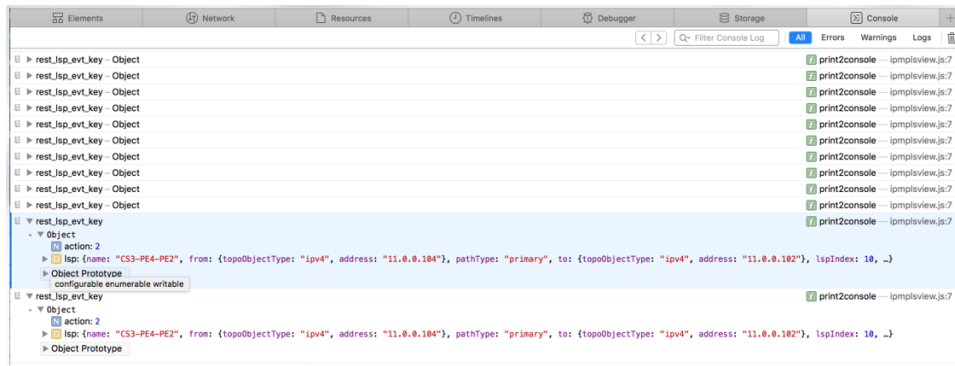 Elements Network Resources Timelines Debugger Storage Console
Filter Console Log All Errors Warnings Logs
rest_lsp_evt_key – Object print2console — ipmplsview.js:7
rest_lsp_evt_key – Object print2console — ipmplsview.js:7
rest_lsp_evt_key – Object print2console — ipmplsview.js:7
rest_lsp_evt_key – Object print2console — ipmplsview.js:7
rest_lsp_evt_key – Object print2console — ipmplsview.js:7
rest_lsp_evt_key – Object print2console — ipmplsview.js:7
rest_lsp_evt_key – Object print2console — ipmplsview.js:7
rest_lsp_evt_key – Object print2console — ipmplsview.js:7
rest_lsp_evt_key – Object print2console — ipmplsview.js:7
rest_lsp_evt_key – Object print2console — ipmplsview.js:7
rest_lsp_evt_key print2console — ipmplsview.js:7
Object
N action: 2
lsp: {name: "CS3-PE4-PE2", from: {topoObjectType: "ipv4", address: "11.0.0.104"}, pathType: "primary", to: {topoObjectType: "ipv4", address: "11.0.0.102"}, lspIndex: 10, …}
Object Prototype
configurable enumerable writable
rest_lsp_evt_key print2console — ipmplsview.js:7
Object
N action: 2
lsp: {name: "CS3-PE4-PE2", from: {topoObjectType: "ipv4", address: "11.0.0.104"}, pathType: "primary", to: {topoObjectType: "ipv4", address: "11.0.0.102"}, lspIndex: 10, …}
Object Prototype